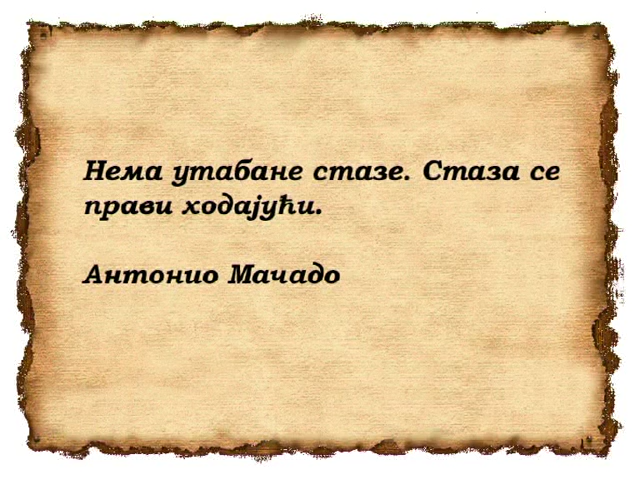 Нема утабане стазе. Стаза се
прави ходајући.
Антонио Мачадо